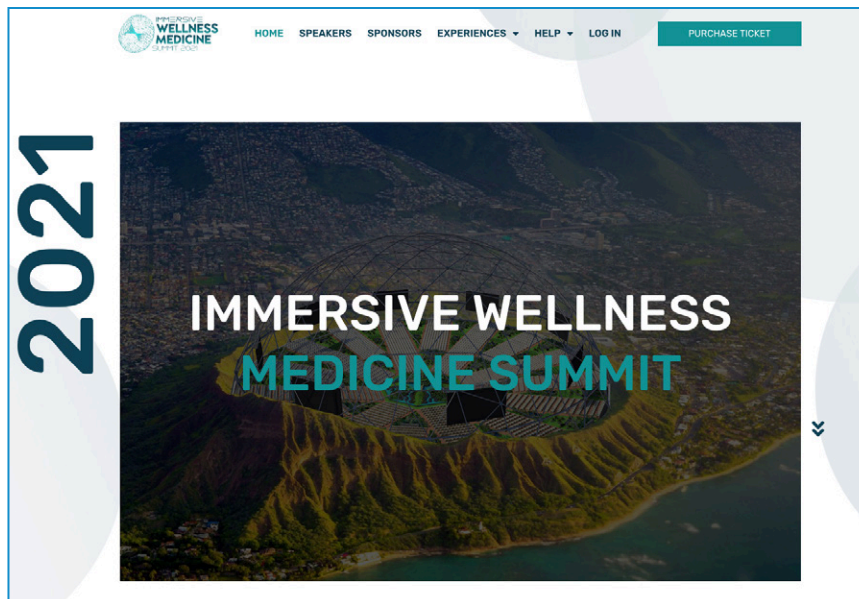 IMMERSIVE
WELLNESS
MEDICINE
SUMMIT 2021
HOME SPEAKERS SPONSORS EXPERIENCES HELP LOG IN PURCHASE TICKET
2021
IMMERSIVE WELLNESS
MEDICINE SUMMIT